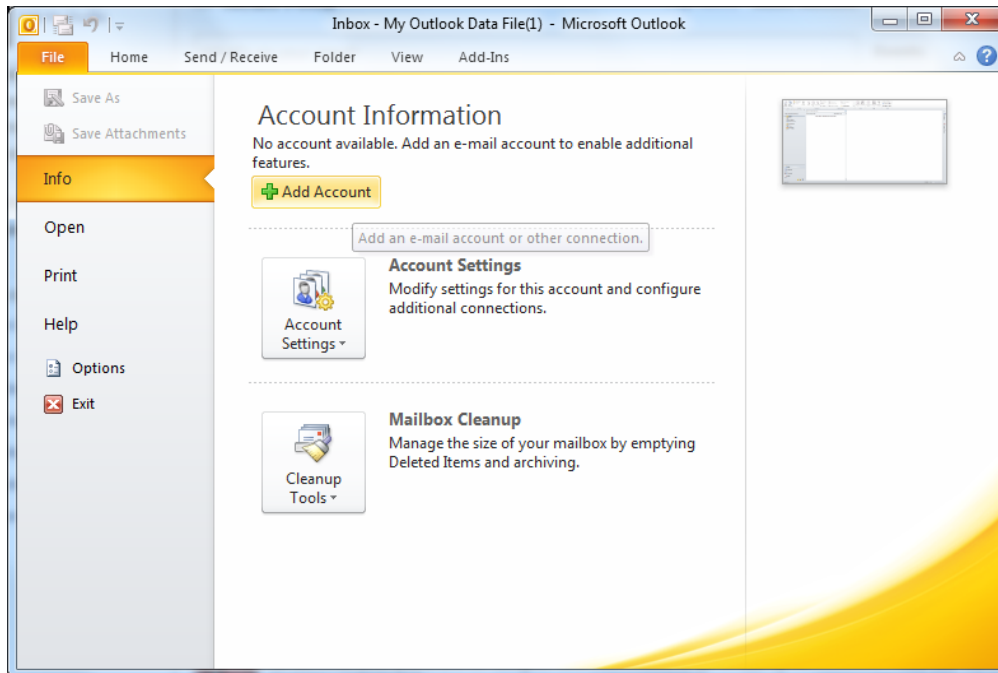 Inbox - My Outlook Data File(1) - Microsoft Outlook
File Home Send / Receive Folder View Add-Ins
Save As
Save Attachments
Info
Open
Print
Help
Options
Exit
Account Information
No account available. Add an e-mail account to enable additional
features.
Add Account
Add an e-mail account or other connection.
Account
Settings
Account Settings
Modify settings for this account and configure
additional connections.
Cleanup
Tools
Mailbox Cleanup
Manage the size of your mailbox by emptying
Deleted Items and archiving.